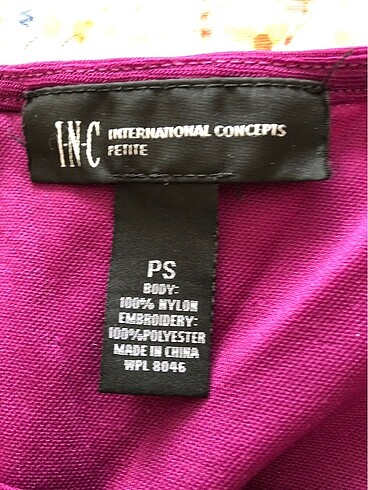 I·N·C INTERNATIONAL CONCEPTS
PETITE
PS
BODY:
100% NYLON
EMBROIDERY:
100%POLYESTER
MADE IN CHINA
WPL 8046